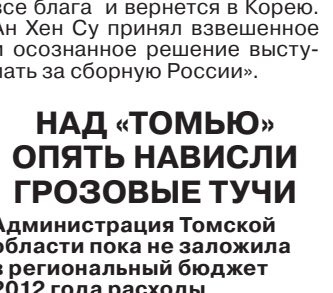 все блага и вернется в Корею.
Ан Хен Су принял взвешенное
и осознанное решение высту-
пать за сборную России».
НАД «ТОМЬЮ»
ОПЯТЬ НАВИСЛИ
ГРОЗОВЫЕ ТУЧИ
Администрация Томской
области пока не заложила
в региональный бюджет
2012 года расходы